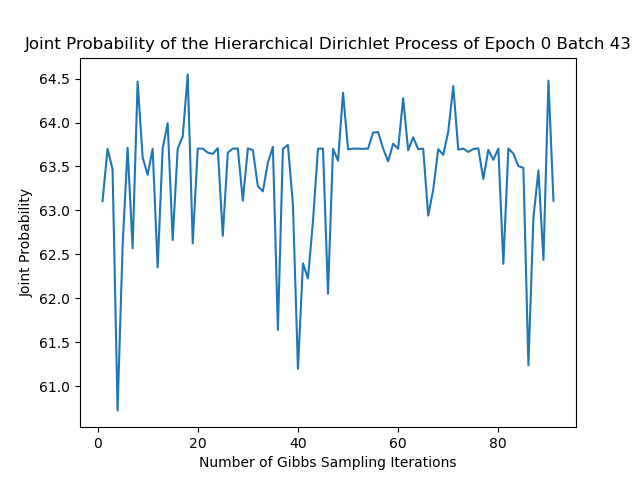 Joint Probability of the Hierarchical Dirichlet Process of Epoch 0 Batch 43
64.5
64.0
63.5
63.0
62.5
62.0
61.5
61.0
Joint Probability
0 20 40 60 80
Number of Gibbs Sampling Iterations